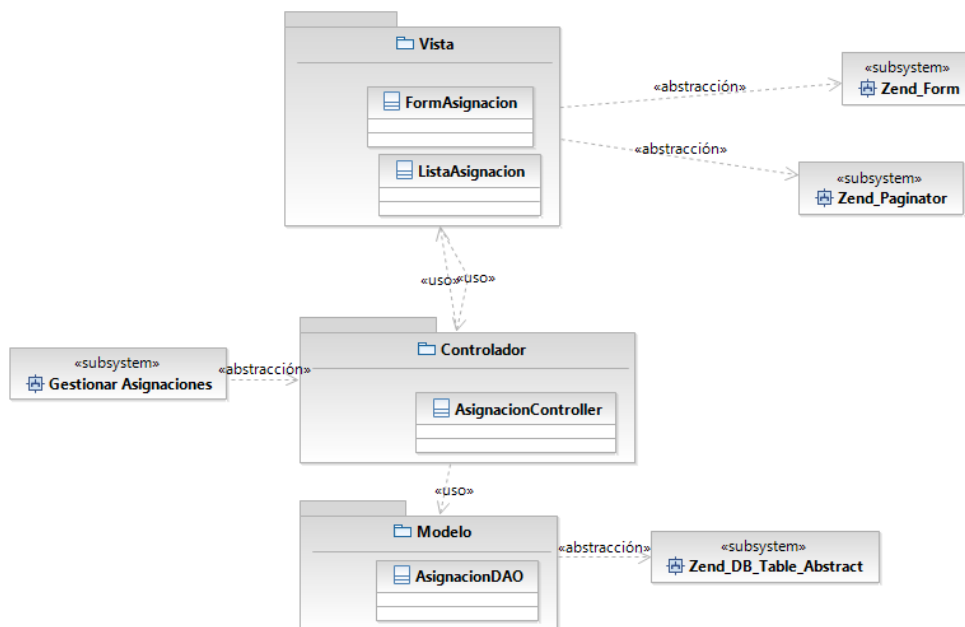 Vista
FormAsignacion
ListaAsignacion
«abstracción»
«subsystem»
Zend_Form
«abstracción»
«subsystem»
Zend_Paginator
«uso»
«uso»
Controlador
«subsystem»
Gestionar Asignaciones
«abstracción»
AsignacionController
«uso»
Modelo
AsignacionDAO
«abstracción»
«subsystem»
Zend_DB_Table_Abstract